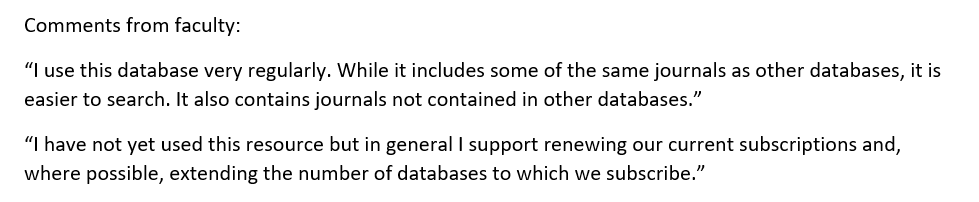 Comments from faculty:
“I use this database very regularly. While it includes some of the same journals as other databases, it is
easier to search. It also contains journals not contained in other databases.”
“I have not yet used this resource but in general I support renewing our current subscriptions and,
where possible, extending the number of databases to which we subscribe.”